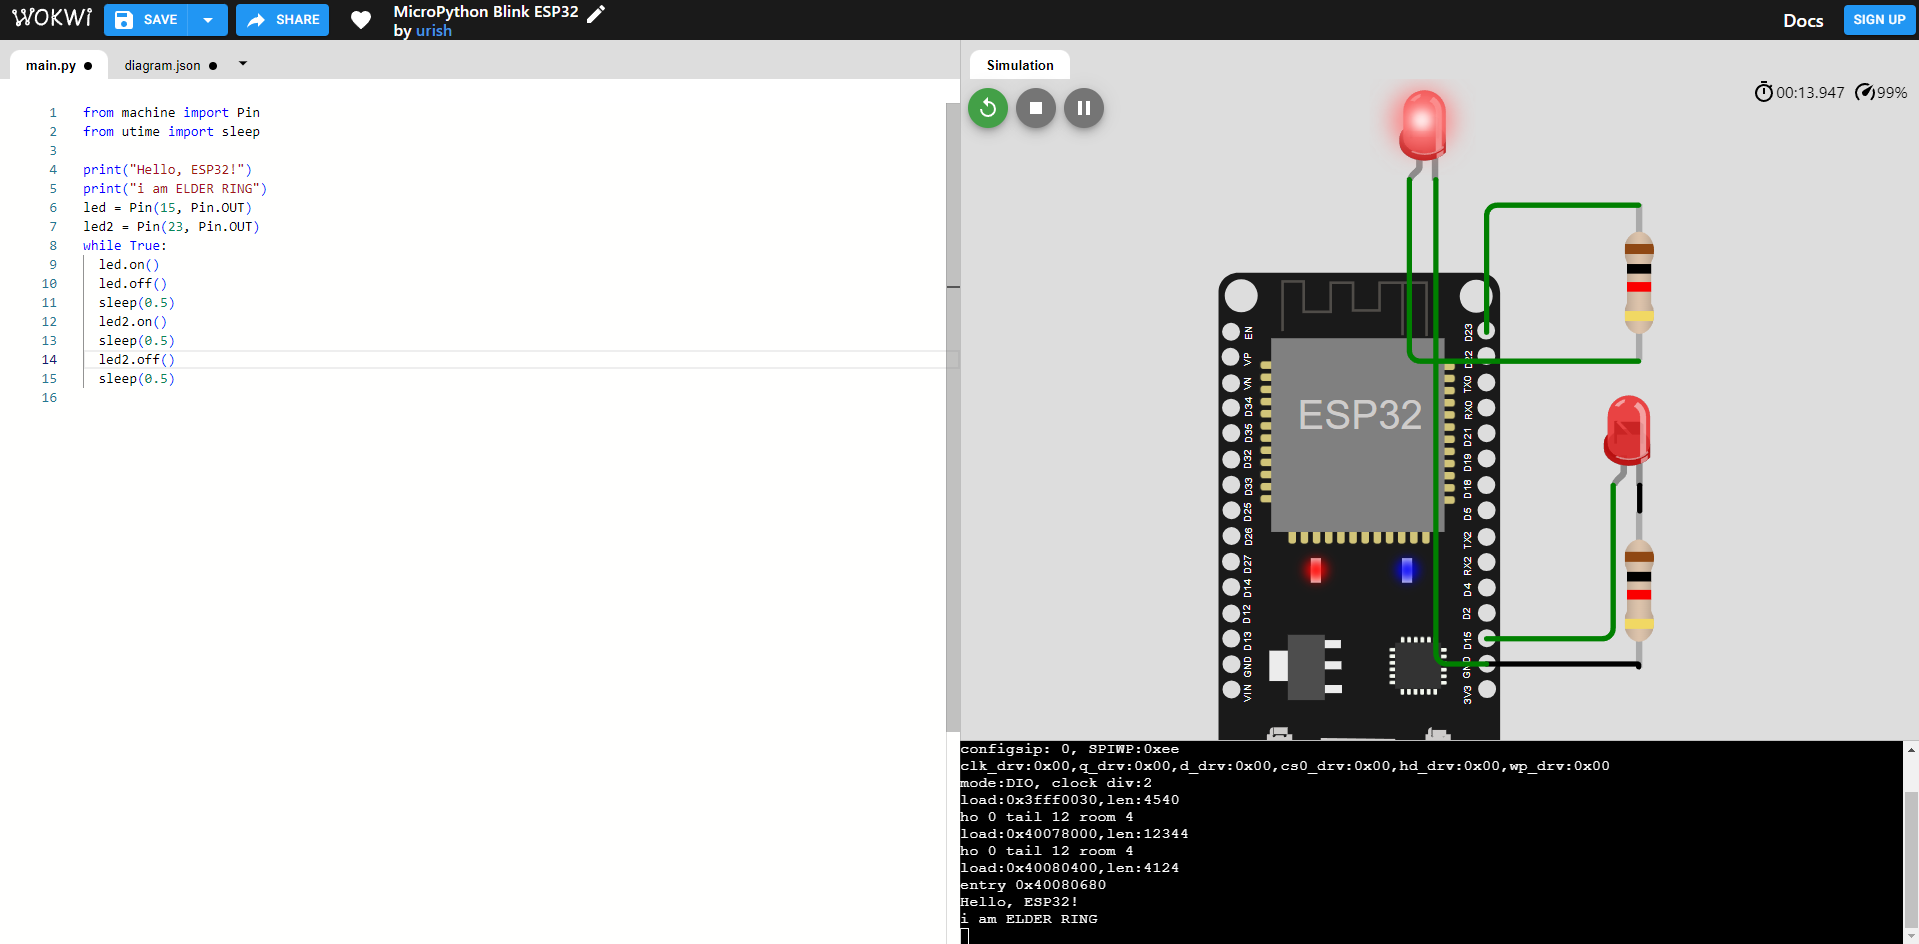 WOKWI
SAVE
SHARE
MicroPython Blink ESP32
by urish
Docs
SIGN UP
main.py ●
diagram.json ●
Simulation
00:13.947
99%
1 from machine import Pin
2 from utime import sleep
3
4 print("Hello, ESP32!")
5 print("i am ELDER RING")
6 led = Pin(15, Pin.OUT)
7 led2 = Pin(23, Pin.OUT)
8 while True:
9 led.on()
10 led.off()
11 sleep(0.5)
12 led2.on()
13 sleep(0.5)
14 led2.off()
15 sleep(0.5)
16
ESP32
EN
VP
VN
D34
D35
D32
D33
D25
D26
D27
D14
D12
D13
GND
VIN
D23
D22
TX0
RX0
D21
D19
D18
D5
TX2
RX2
D4
D2
D15
GND
3V3
configsip: 0, SPIWP:0xee
clk_drv:0x00,q_drv:0x00,d_drv:0x00,cs0_drv:0x00,hd_drv:0x00,wp_drv:0x00
mode:DIO, clock div:2
load:0x3fff0030,len:4540
ho 0 tail 12 room 4
load:0x40078000,len:12344
ho 0 tail 12 room 4
load:0x40080400,len:4124
entry 0x40080680
Hello, ESP32!
i am ELDER RING